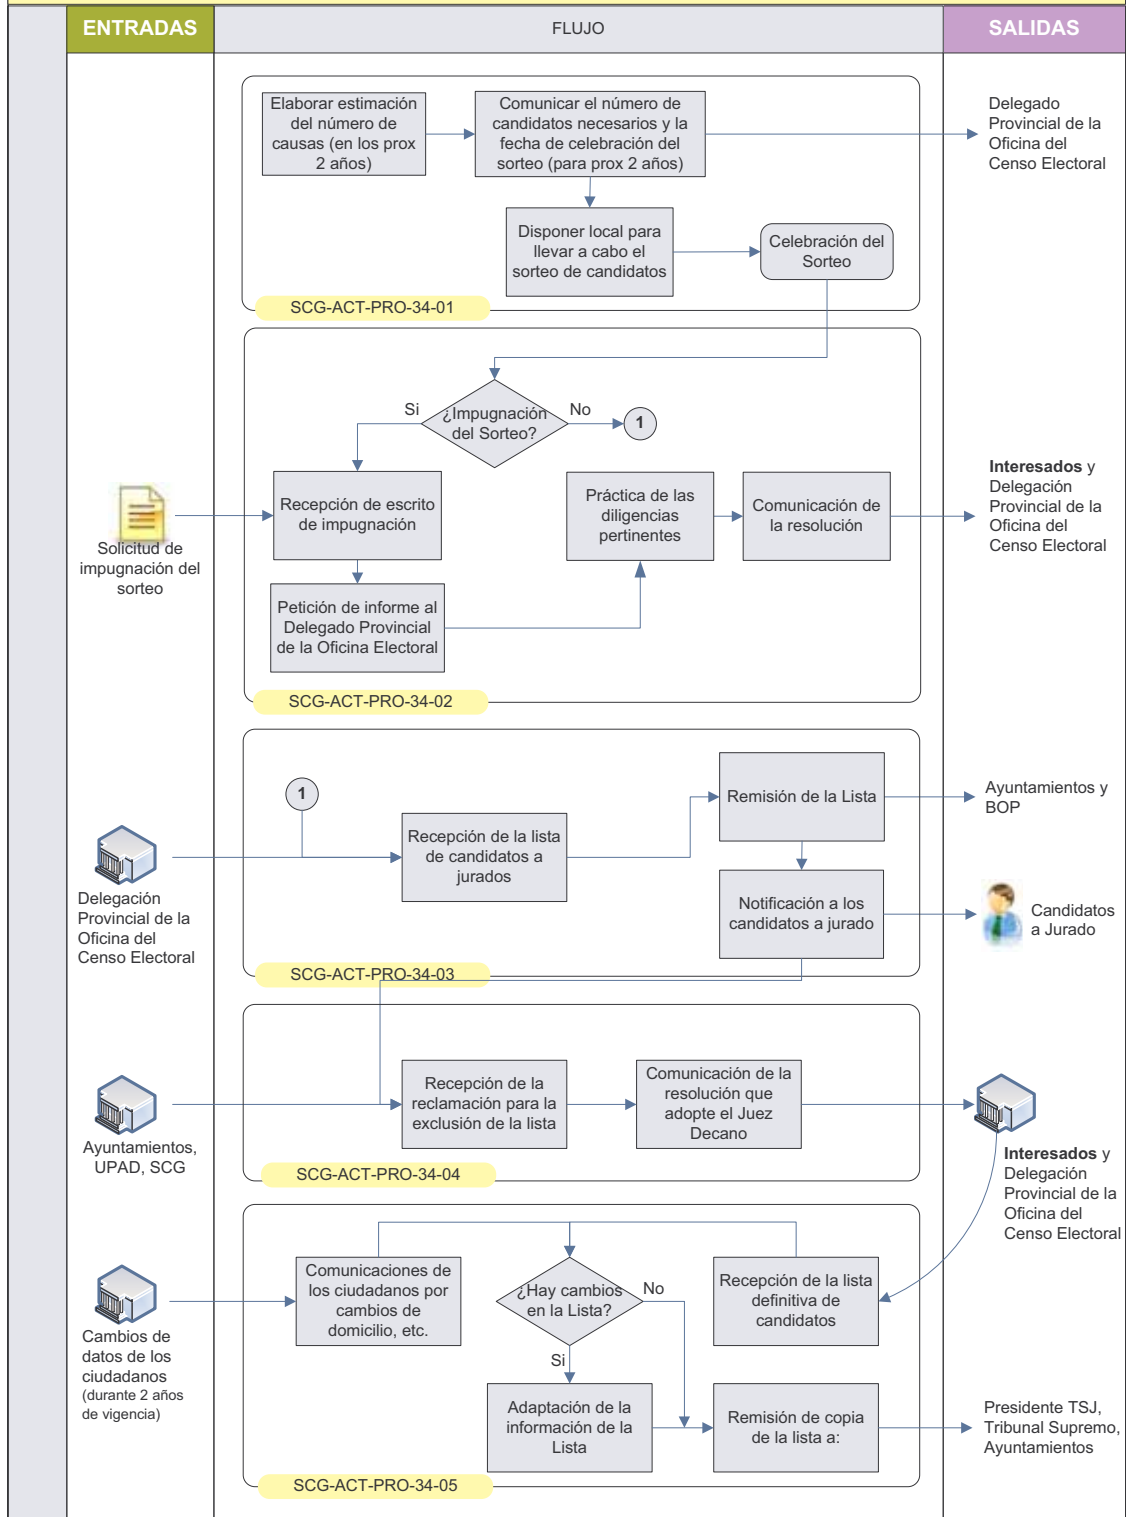 ENTRADAS
FLUJO
SALIDAS
Elaborar estimación
del número de
causas (en los prox
2 años)
Comunicar el número de
candidatos necesarios y la
fecha de celebración del
sorteo (para prox 2 años)
Delegado
Provincial de la
Oficina del
Censo Electoral
Disponer local para
llevar a cabo el
sorteo de candidatos
Celebración del
Sorteo
SCG-ACT-PRO-34-01
¿Impugnación
del Sorteo?
Si
No
1
Solicitud de
impugnación del
sorteo
Recepción de escrito
de impugnación
Práctica de las
diligencias
pertinentes
Comunicación de
la resolución
Interesados y
Delegación
Provincial de la
Oficina del
Censo Electoral
Petición de informe al
Delegado Provincial
de la Oficina Electoral
SCG-ACT-PRO-34-02
1
Delegación
Provincial de la
Oficina del
Censo Electoral
Recepción de la lista
de candidatos a
jurados
Remisión de la Lista
Ayuntamientos y
BOP
Notificación a los
candidatos a jurado
Candidatos
a Jurado
SCG-ACT-PRO-34-03
Ayuntamientos,
UPAD, SCG
Recepción de la
reclamación para la
exclusión de la lista
Comunicación de la
resolución que
adopte el Juez
Decano
Interesados y
Delegación
Provincial de la
Oficina del
Censo Electoral
SCG-ACT-PRO-34-04
Cambios de
datos de los
ciudadanos
(durante 2 años
de vigencia)
Comunicaciones de
los ciudadanos por
cambios de
domicilio, etc.
¿Hay cambios
en la Lista?
No
Si
Recepción de la lista
definitiva de
candidatos
Adaptación de la
información de la
Lista
Remisión de copia
de la lista a:
Presidente TSJ,
Tribunal Supremo,
Ayuntamientos
SCG-ACT-PRO-34-05